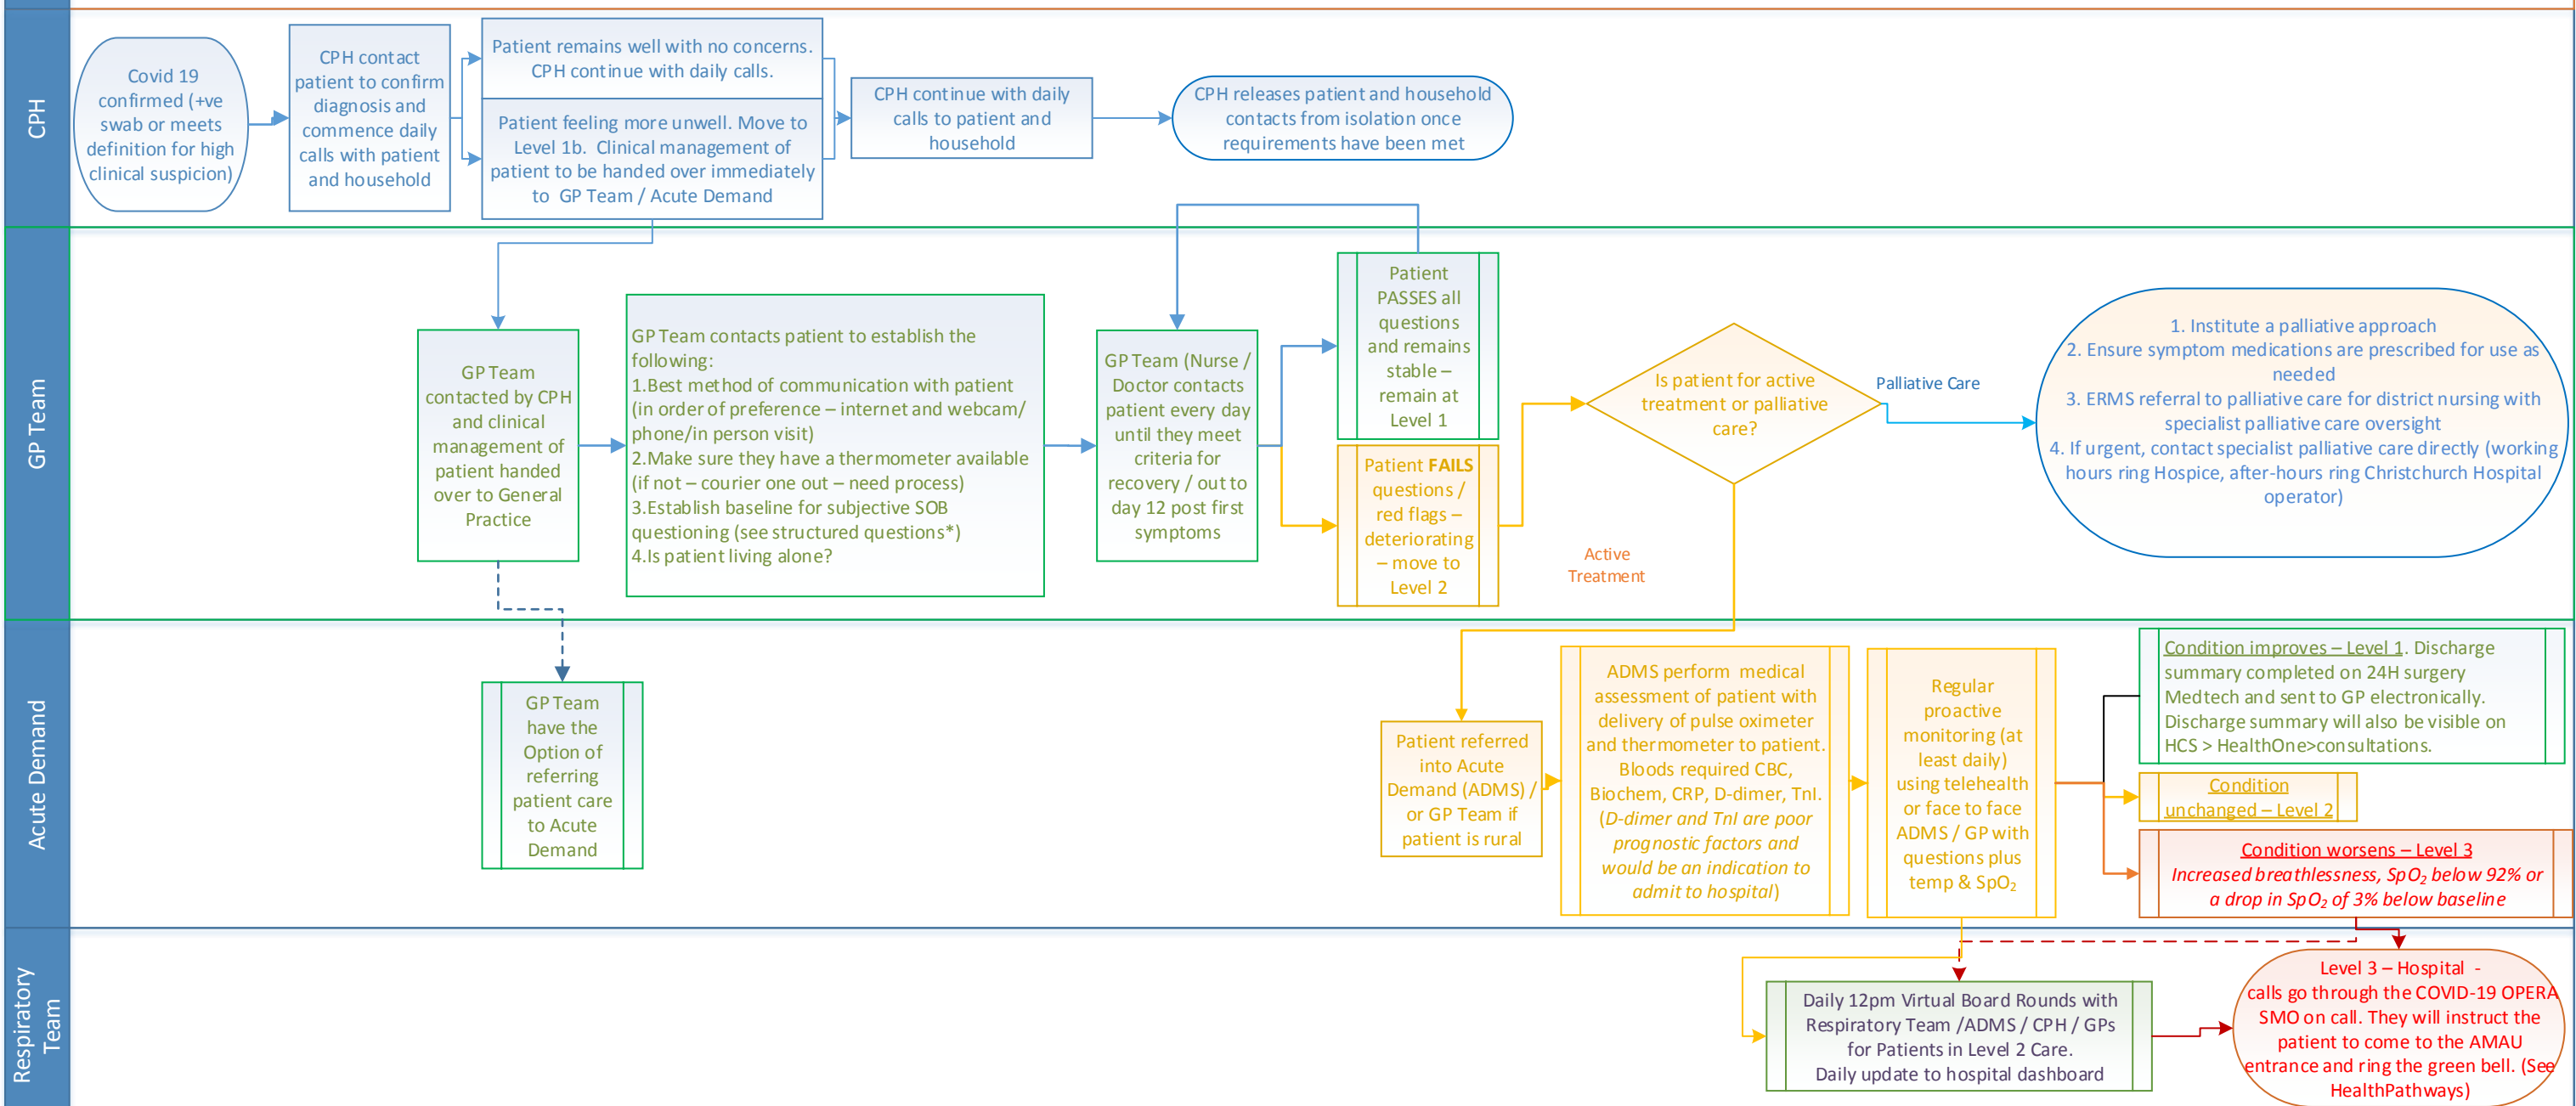 CPH
Covid 19
confirmed (+ve
swab or meets
definition for high
clinical suspicion)
CPH contact
patient to confirm
diagnosis and
commence daily
calls with patient
and household
Patient remains well with no concerns.
CPH continue with daily calls.
Patient feeling more unwell. Move to
Level 1b. Clinical management of
patient to be handed over immediately
to GP Team / Acute Demand
CPH continue with daily
calls to patient and
household
CPH releases patient and household
contacts from isolation once
requirements have been met
GP Team
GP Team
contacted by CPH
and clinical
management of
patient handed
over to General
Practice
GP Team contacts patient to establish the
following:
1.Best method of communication with patient
(in order of preference – internet and webcam/
phone/in person visit)
2.Make sure they have a thermometer available
(if not – courier one out – need process)
3.Establish baseline for subjective SOB
questioning (see structured questions*)
4.Is patient living alone?
GP Team (Nurse /
Doctor contacts
patient every day
until they meet
criteria for
recovery / out to
day 12 post first
symptoms
Patient
PASSES all
questions
and remains
stable –
remain at
Level 1
Patient FAILS
questions /
red flags –
deteriorating
– move to
Level 2
Is patient for active
treatment or palliative
care?
Palliative Care
Active
Treatment
1. Institute a palliative approach
2. Ensure symptom medications are prescribed for use as
needed
3. ERMS referral to palliative care for district nursing with
specialist palliative care oversight
4. If urgent, contact specialist palliative care directly (working
hours ring Hospice, after-hours ring Christchurch Hospital
operator)
Acute Demand
GP Team
have the
Option of
referring
patient care
to Acute
Demand
Patient referred
into Acute
Demand (ADMS) /
or GP Team if
patient is rural
ADMS perform medical
assessment of patient with
delivery of pulse oximeter
and thermometer to patient.
Bloods required CBC,
Biochem, CRP, D-dimer, TnI.
(D-dimer and TnI are poor
prognostic factors and
would be an indication to
admit to hospital)
Regular
proactive
monitoring (at
least daily)
using telehealth
or face to face
ADMS / GP with
questions plus
temp & SpO₂
Condition improves – Level 1. Discharge
summary completed on 24H surgery
Medtech and sent to GP electronically.
Discharge summary will also be visible on
HCS > HealthOne>consultations.
Condition
unchanged – Level 2
Condition worsens – Level 3
Increased breathlessness, SpO₂ below 92% or
a drop in SpO₂ of 3% below baseline
Respiratory
Team
Daily 12pm Virtual Board Rounds with
Respiratory Team /ADMS / CPH / GPs
for Patients in Level 2 Care.
Daily update to hospital dashboard
Level 3 – Hospital -
calls go through the COVID-19 OPERA
SMO on call. They will instruct the
patient to come to the AMAU
entrance and ring the green bell. (See
HealthPathways)